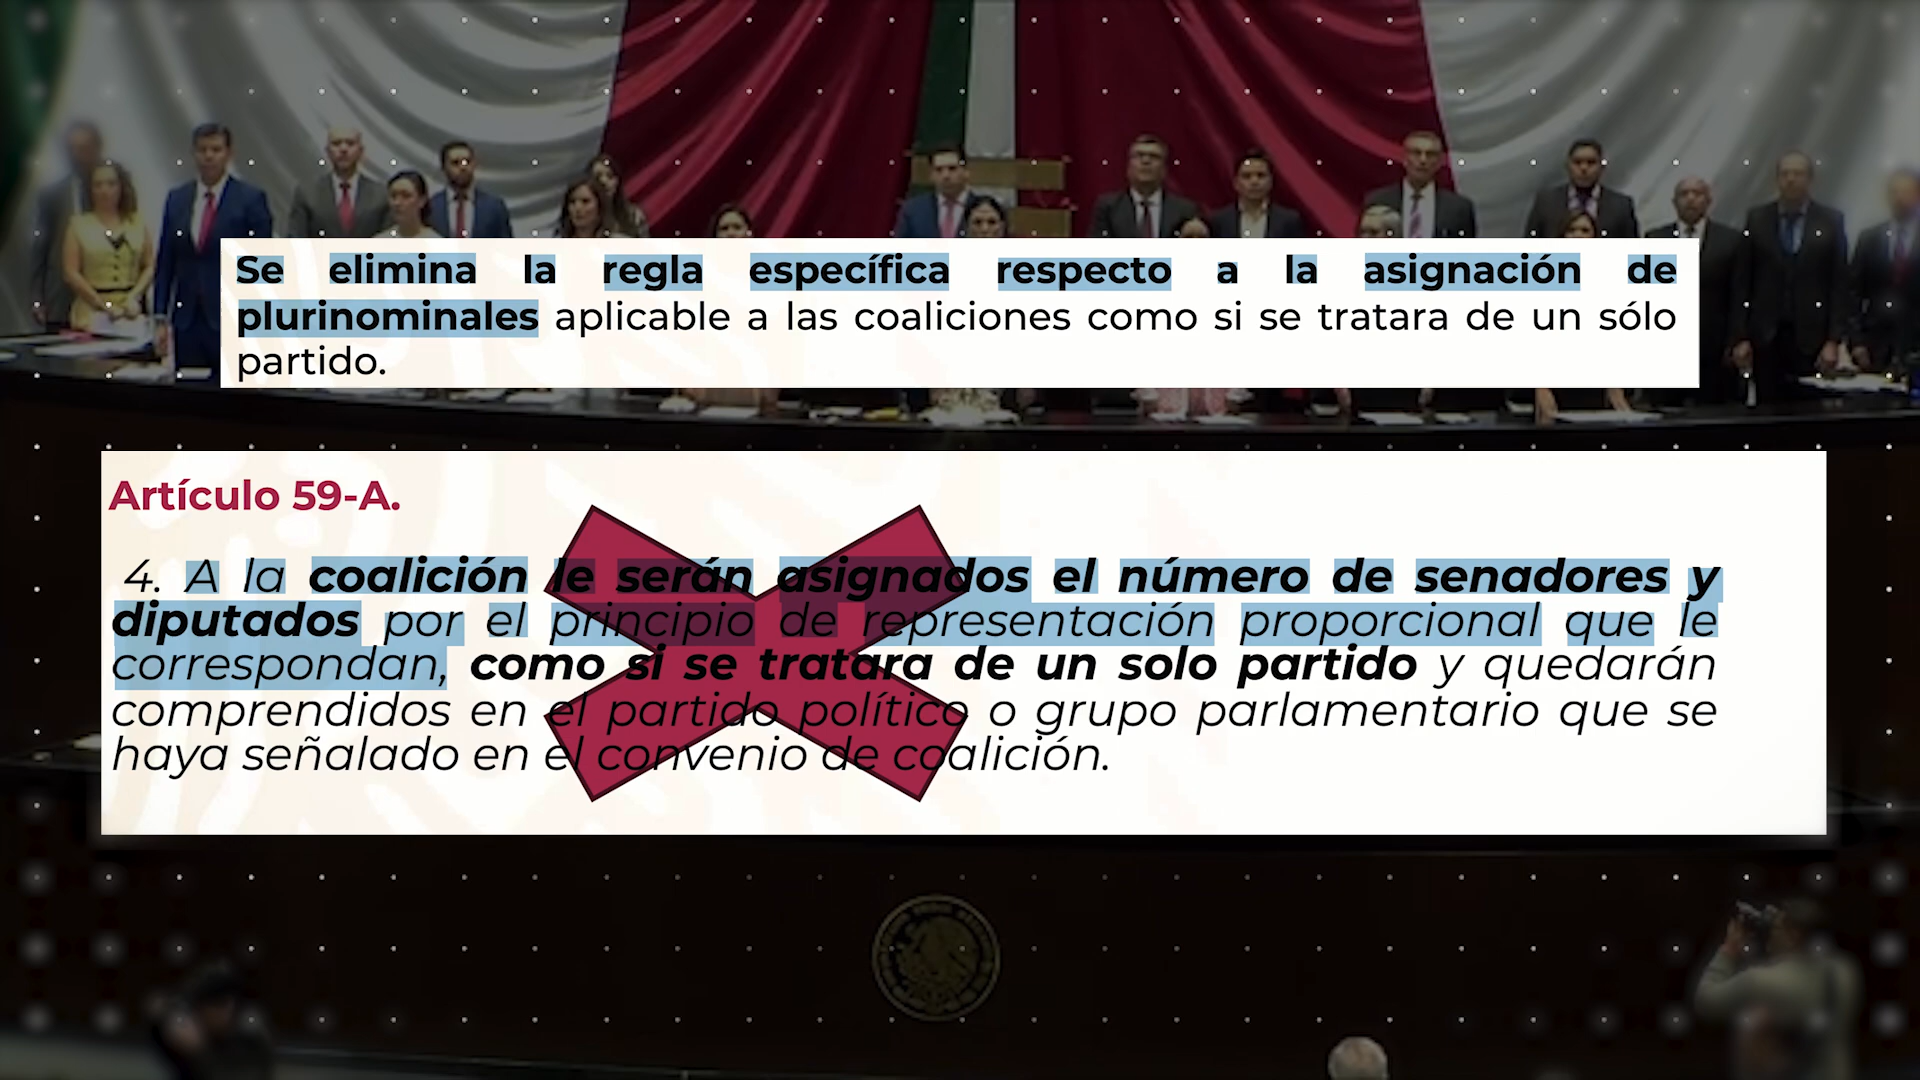 Se elimina la regla específica respecto a la asignación de
plurinominales aplicable a las coaliciones como si se tratara de un sólo
partido.
Artículo 59-A.
4. A la coalición le serán asignados el número de senadores y
diputados por el principio de representación proporcional que le
correspondan, como si se tratara de un solo partido y quedarán
comprendidos en el partido político o grupo parlamentario que se
haya señalado en el convenio de coalición.